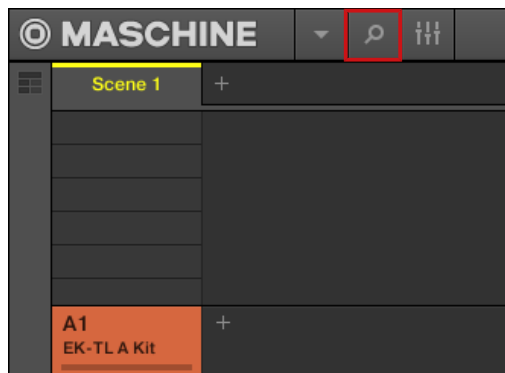 MASCHINE
Scene 1
+
A1
+
EK-TL A Kit